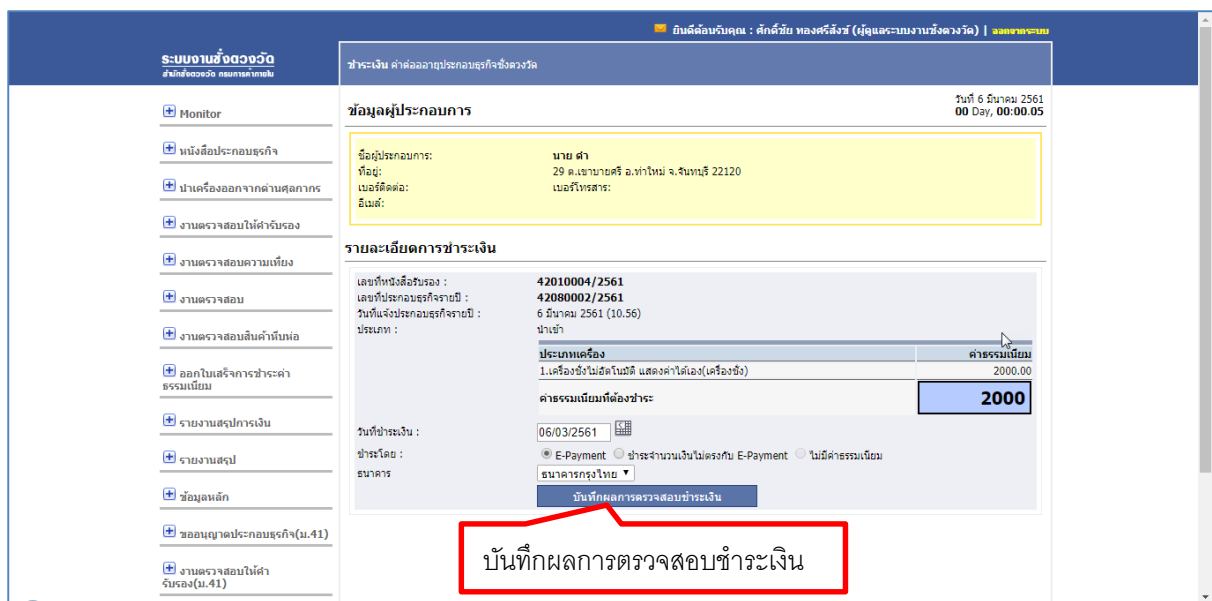 ยินดีต้อนรับคุณ : ศักดิ์ชัย ทองศรีสังข์ (ผู้ดูแลระบบงานชั่งตวงวัด) | ออกจากระบบ
ระบบงานชั่งตวงวัด
สำนักชั่งตวงวัด กรมการค้าภายใน
ชำระเงิน ค่าต่ออายุประกอบธุรกิจชั่งตวงวัด
Monitor
หนังสือประกอบธุรกิจ
นำเครื่องออกจากด่านศุลกากร
งานตรวจสอบให้คำรับรอง
งานตรวจสอบความเที่ยง
งานตรวจสอบ
งานตรวจสอบสินค้าหีบห่อ
ออกใบเสร็จการชำระค่า
ธรรมเนียม
รายงานสรุปการเงิน
รายงานสรุป
ข้อมูลหลัก
ขออนุญาตประกอบธุรกิจ(ม.41)
งานตรวจสอบให้คำ
รับรอง(ม.41)
ข้อมูลผู้ประกอบการ
วันที่ 6 มีนาคม 2561
00 Day, 00:00.05
ชื่อผู้ประกอบการ: นาย ดำ
ที่อยู่: 29 ต.เขาบายศรี อ.ท่าใหม่ จ.จันทบุรี 22120
เบอร์ติดต่อ: เบอร์โทรสาร:
อีเมล์:
รายละเอียดการชำระเงิน
เลขที่หนังสือรับรอง : 42010004/2561
เลขที่ประกอบธุรกิจรายปี : 42080002/2561
วันที่แจ้งประกอบธุรกิจรายปี : 6 มีนาคม 2561 (10.56)
ประเภท : นำเข้า
ประเภทเครื่อง ค่าธรรมเนียม
1.เครื่องชั่งไม่อัตโนมัติ แสดงค่าได้เอง(เครื่องชั่ง) 2000.00
ค่าธรรมเนียมที่ต้องชำระ 2000
วันที่ชำระเงิน : 06/03/2561
ชำระโดย : E-Payment ชำระจำนวนเงินไม่ตรงกับ E-Payment ไม่มีค่าธรรมเนียม
ธนาคาร ธนาคารกรุงไทย
บันทึกผลการตรวจสอบชำระเงิน
บันทึกผลการตรวจสอบชำระเงิน